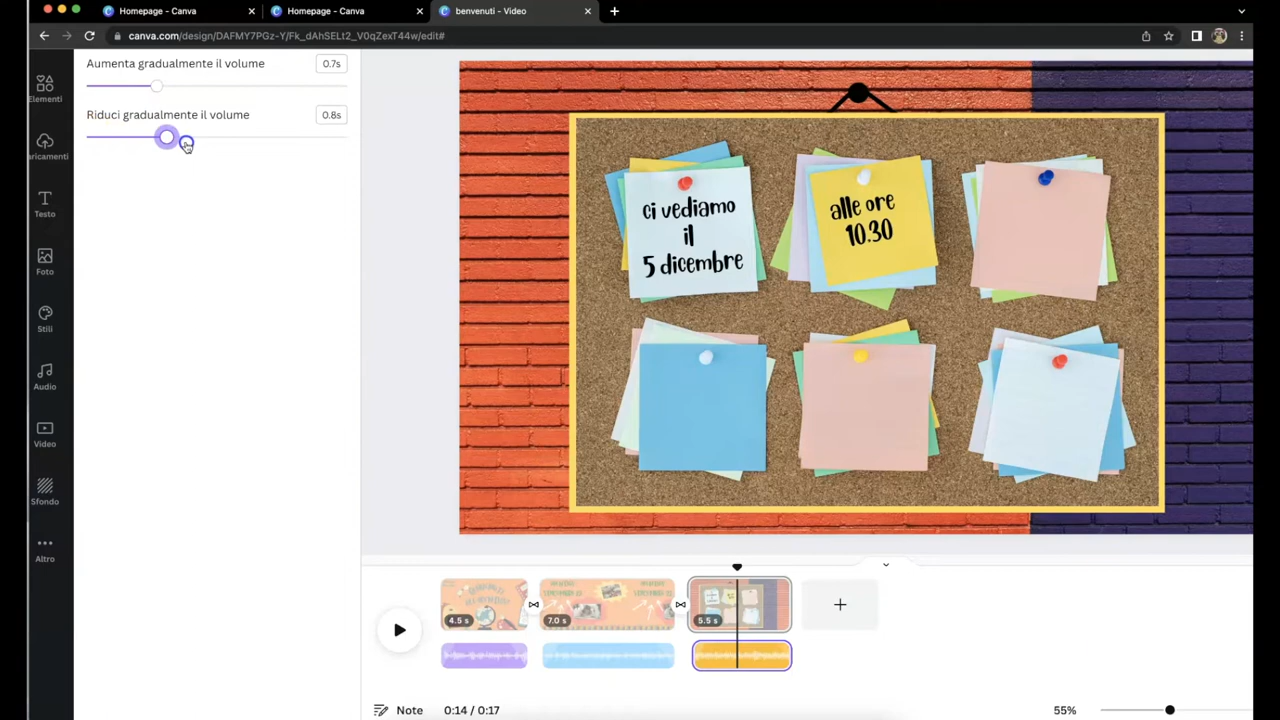 Homepage - Canva
Homepage - Canva
benvenuti - Video
canva.com/design/DAFMY7PGz-Y/Fk_dAhSELt2_V0qZexT44w/edit#
Aumenta gradualmente il volume
0.7s
Riduci gradualmente il volume
0.8s
Elementi
aricamenti
Testo
Foto
Stili
Audio
Video
Sfondo
Altro
ci vediamo
il
5 dicembre
alle ore
10.30
4.5 s
7.0 s
5.5 s
Note
0:14 / 0:17
55%